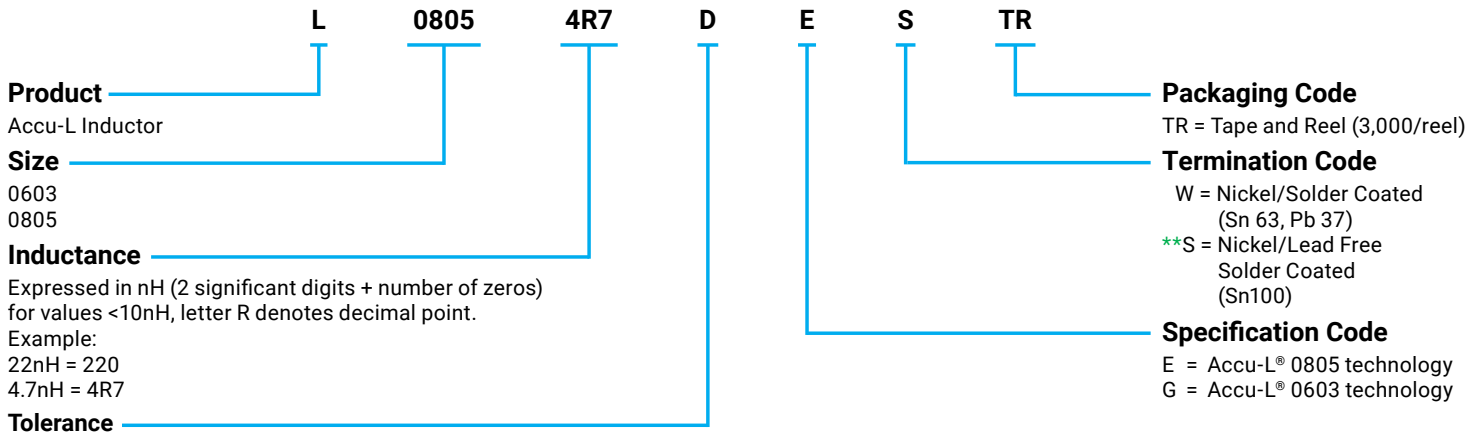 L 0805 4R7 D E S TR
Product
Accu-L Inductor
Size
0603
0805
Inductance
Expressed in nH (2 significant digits + number of zeros)
for values <10nH, letter R denotes decimal point.
Example:
22nH = 220
4.7nH = 4R7
Tolerance
Packaging Code
TR = Tape and Reel (3,000/reel)
Termination Code
W = Nickel/Solder Coated
(Sn 63, Pb 37)
**S = Nickel/Lead Free
Solder Coated
(Sn100)
Specification Code
E = Accu-L® 0805 technology
G = Accu-L® 0603 technology